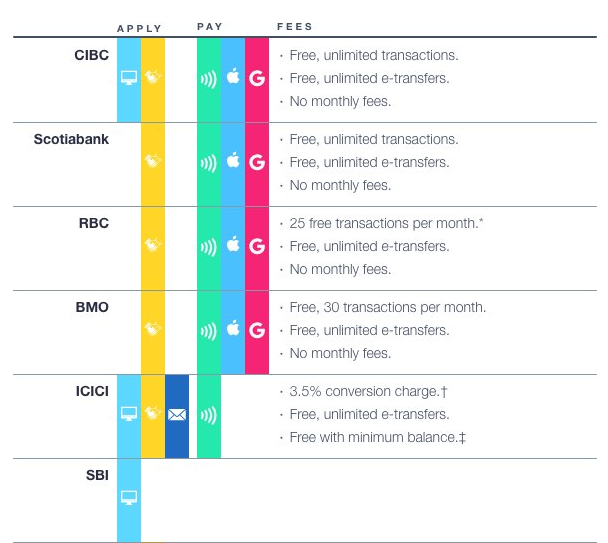 APPLY PAY FEES
CIBC · Free, unlimited transactions.
· Free, unlimited e-transfers.
· No monthly fees.
Scotiabank · Free, unlimited transactions.
· Free, unlimited e-transfers.
· No monthly fees.
RBC · 25 free transactions per month.*
· Free, unlimited e-transfers.
· No monthly fees.
BMO · Free, 30 transactions per month.
· Free, unlimited e-transfers.
· No monthly fees.
ICICI · 3.5% conversion charge.†
· Free, unlimited e-transfers.
· Free with minimum balance.‡
SBI